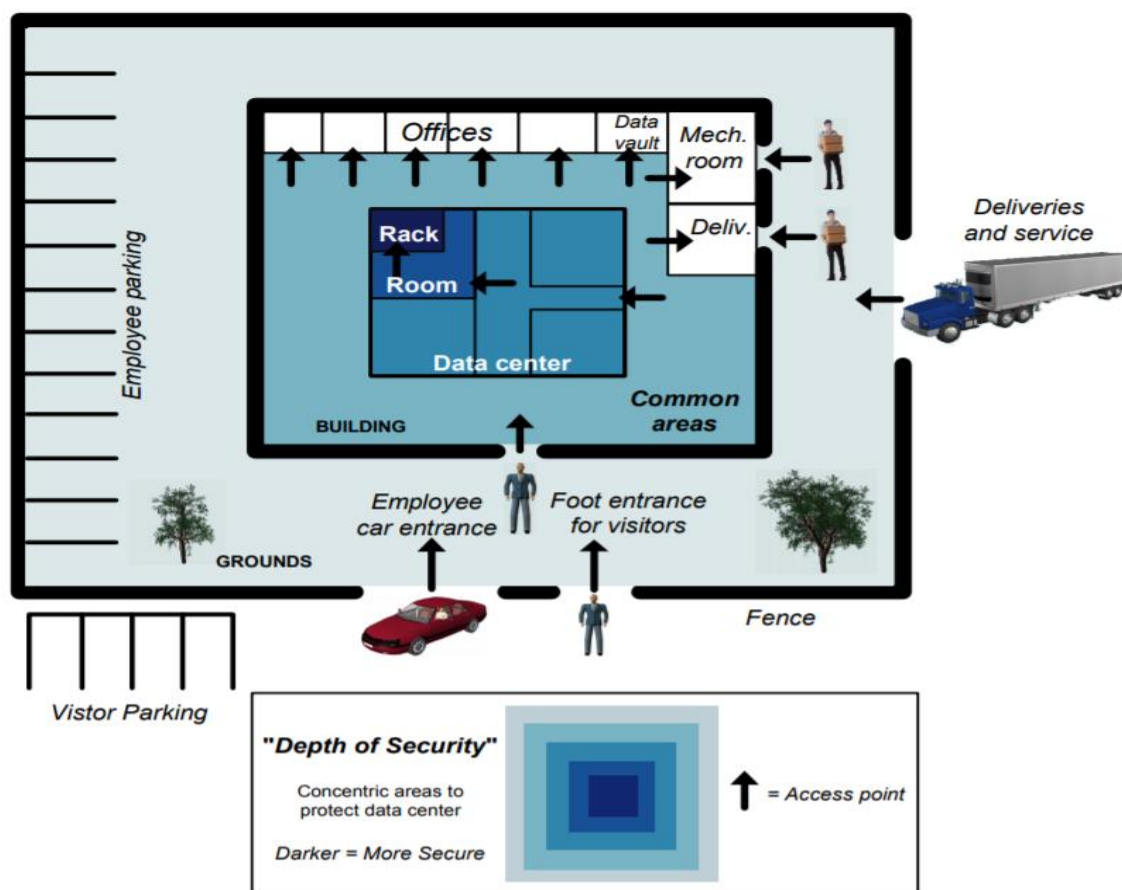 Offices
Data
vault
Mech.
room
Deliv.
Deliveries
and service
Rack
Room
Data center
Employee parking
BUILDING
Common
areas
Employee
car entrance
Foot entrance
for visitors
GROUNDS
Fence
Vistor Parking
"Depth of Security"
Concentric areas to
protect data center
Darker = More Secure
= Access point